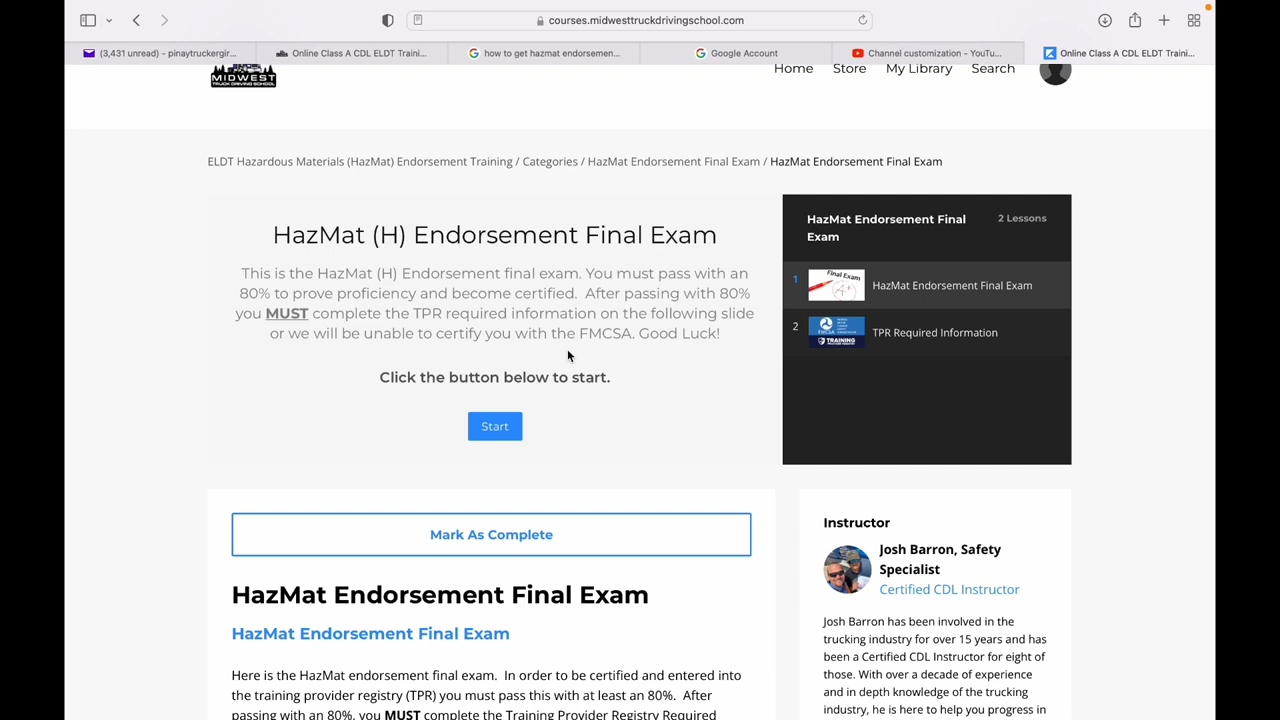 courses.midwesttruckdrivingschool.com
(3,431 unread) - pinaytruckergir...
Online Class A CDL ELDT Traini...
how to get hazmat endorsemen...
Google Account
Channel customization - YouTu...
Online Class A CDL ELDT Traini...
MIDWEST
TRUCK DRIVING SCHOOL
Home
Store
My Library
Search
ELDT Hazardous Materials (HazMat) Endorsement Training / Categories / HazMat Endorsement Final Exam / HazMat Endorsement Final Exam
HazMat (H) Endorsement Final Exam
This is the HazMat (H) Endorsement final exam. You must pass with an
80% to prove proficiency and become certified.  After passing with 80%
you MUST complete the TPR required information on the following slide
or we will be unable to certify you with the FMCSA. Good Luck!
Click the button below to start.
Start
HazMat Endorsement Final
Exam
2 Lessons
1
Final Exam
A+
HazMat Endorsement Final Exam
2
FMCSA
TRAINING
TPR Required Information
Mark As Complete
HazMat Endorsement Final Exam
HazMat Endorsement Final Exam
Here is the HazMat endorsement final exam.  In order to be certified and entered into
the training provider registry (TPR) you must pass this with at least an 80%.  After
passing with an 80%, you MUST complete the Training Provider Registry Required
Instructor
Josh Barron, Safety
Specialist
Certified CDL Instructor
Josh Barron has been involved in the
trucking industry for over 15 years and has
been a Certified CDL Instructor for eight of
those. With over a decade of experience
and in depth knowledge of the trucking
industry, he is here to help you progress in